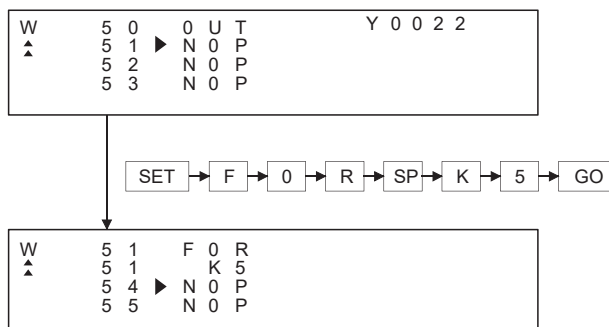 W 50 0UT Y0022
51 ▶ N0P
52 N0P
53 N0P
SET F 0 R SP K 5 GO
W 51 F0R
51 K5
54 ▶ N0P
55 N0P